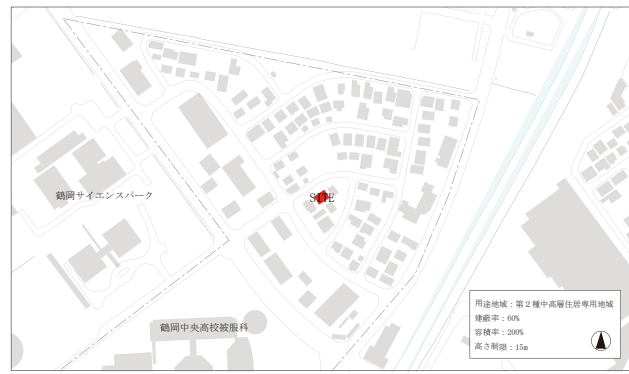 鶴岡サイエンスパーク
SITE
鶴岡中央高校被服科
用途地域：第２種中高層住居専用地域
建蔽率：60%
容積率：200%
高さ制限：15m